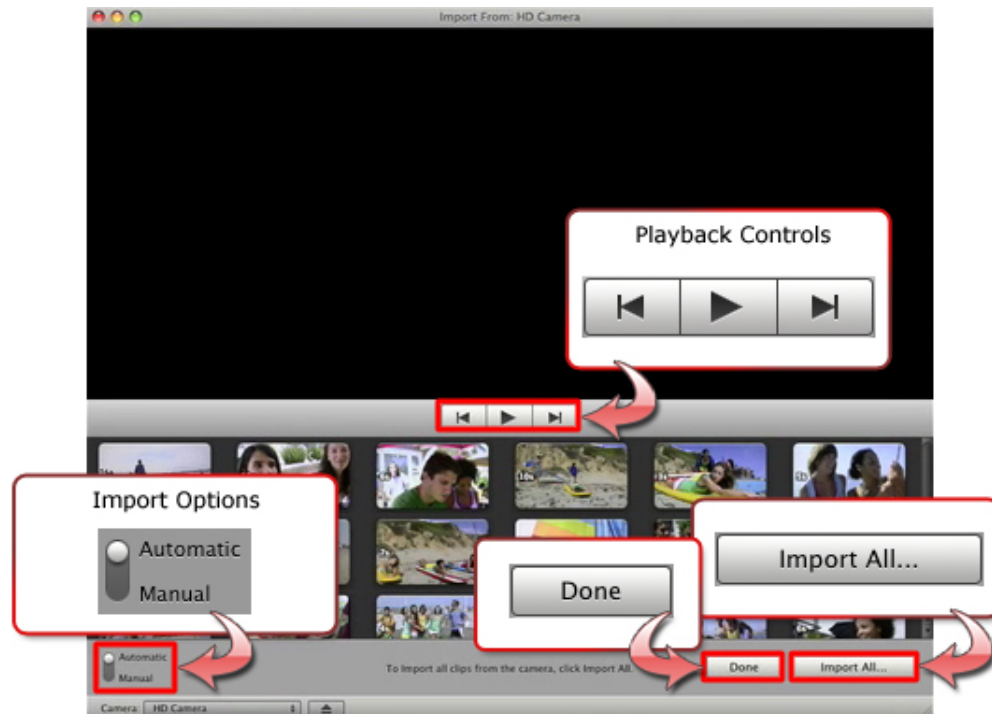 Import From: HD Camera
Playback Controls
Import Options
Automatic
Manual
Done
Import All...
Automatic
Manual
To Import all clips from the camera, click Import All.
Done
Import All...
Camera: HD Camera